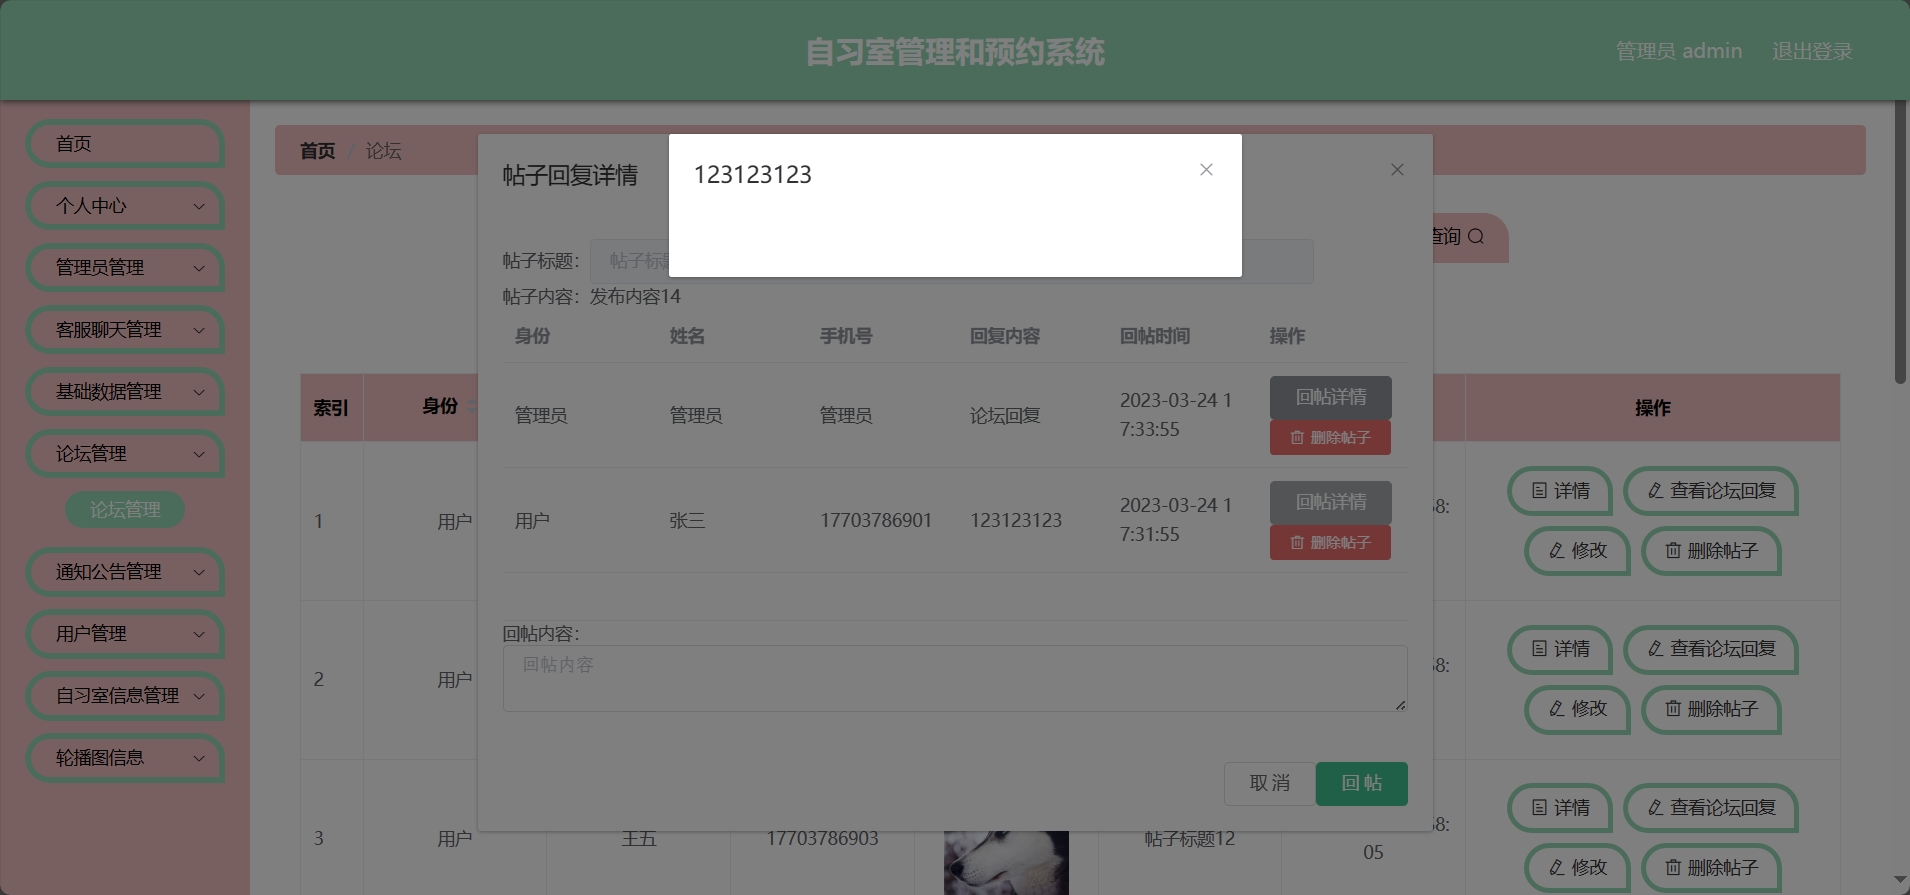 自习室管理和预约系统
管理员 admin
退出登录
首页
个人中心
管理员管理
客服聊天管理
基础数据管理
论坛管理
论坛管理
通知公告管理
用户管理
自习室信息管理
轮播图信息
首页 / 论坛
查询
帖子回复详情
123123123
帖子标题：
帖子内容：发布内容14
身份 姓名 手机号 回复内容 回帖时间 操作
管理员 管理员 管理员 论坛回复 2023-03-24 1
7:33:55
回帖详情
删除帖子
用户 张三 17703786901 123123123 2023-03-24 1
7:31:55
回帖详情
删除帖子
回帖内容：
回帖内容
取消 回帖
索引 身份 操作
1 用户 58:
详情 查看论坛回复
修改 删除帖子
2 用户 58:
详情 查看论坛回复
修改 删除帖子
3 用户 王五 17703786903 帖子标题12 58:
05
详情 查看论坛回复
修改 删除帖子